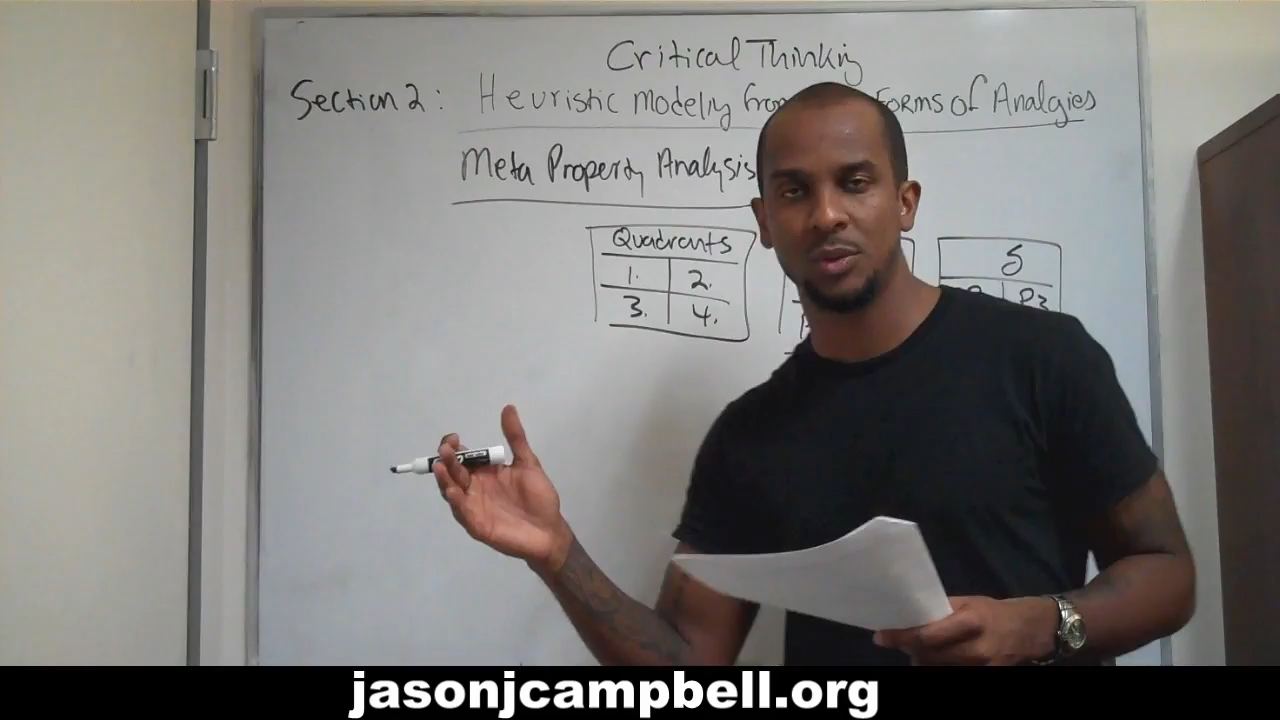 Critical Thinking
Section 2: Heuristic Modeling Forms of Analgies
Meta Property Analysis
Quadrants
1. 2.
3. 4.
S
P2
jasonjcampbell.org